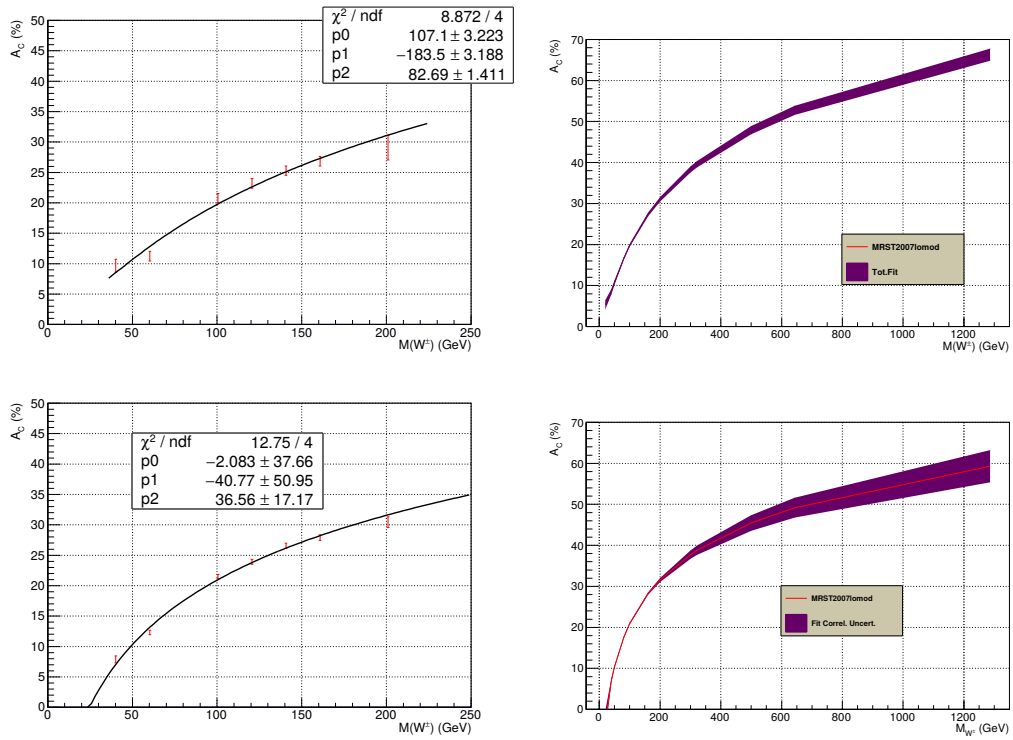 A_C (%)
50
45
40
35
30
25
20
15
10
5
0
0 50 100 150 200 250
M(W±) (GeV)
χ² / ndf 8.872 / 4
p0 107.1 ± 3.223
p1 −183.5 ± 3.188
p2 82.69 ± 1.411
A_C (%)
70
60
50
40
30
20
10
0
0 200 400 600 800 1000 1200
M(W±) (GeV)
MRST2007lomod
Tot.Fit
A_C (%)
50
45
40
35
30
25
20
15
10
5
0
0 50 100 150 200 250
M(W±) (GeV)
χ² / ndf 12.75 / 4
p0 −2.083 ± 37.66
p1 −40.77 ± 50.95
p2 36.56 ± 17.17
A_C (%)
70
60
50
40
30
20
10
0
0 200 400 600 800 1000 1200
M_W± (GeV)
MRST2007lomod
Fit Correl. Uncert.